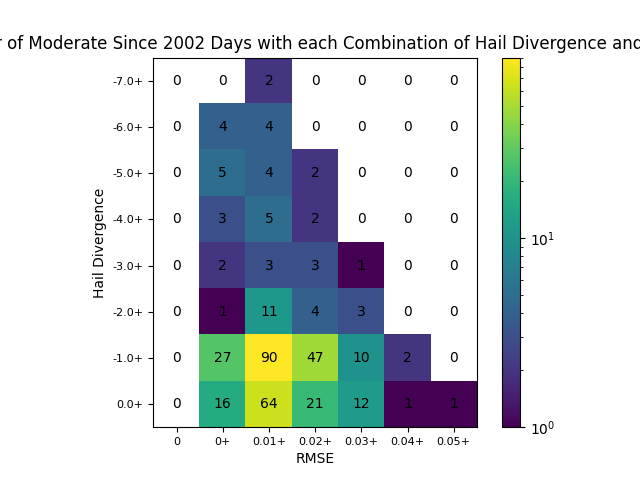 r of Moderate Since 2002 Days with each Combination of Hail Divergence and
-7.0+ 0 0 2 0 0 0 0
-6.0+ 0 4 4 0 0 0 0
-5.0+ 0 5 4 2 0 0 0
-4.0+ 0 3 5 2 0 0 0
-3.0+ 0 2 3 3 1 0 0
-2.0+ 0 1 11 4 3 0 0
-1.0+ 0 27 90 47 10 2 0
0.0+ 0 16 64 21 12 1 1
0 0+ 0.01+ 0.02+ 0.03+ 0.04+ 0.05+
RMSE
Hail Divergence
10¹
10⁰